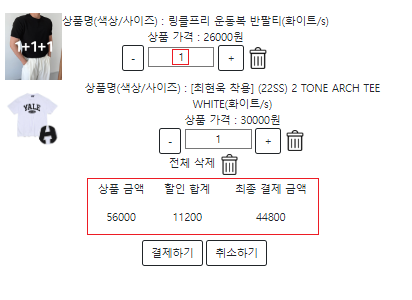 1+1+1
상품명(색상/사이즈) : 링클프리 운동복 반팔티(화이트/s)
상품 가격 : 26000원
- 1 +
YALE
상품명(색상/사이즈) : [최현욱 착용] (22SS) 2 TONE ARCH TEE
WHITE(화이트/s)
상품 가격 : 30000원
- 1 +
전체 삭제
상품 금액 할인 합계 최종 결제 금액
56000 11200 44800
결제하기 취소하기